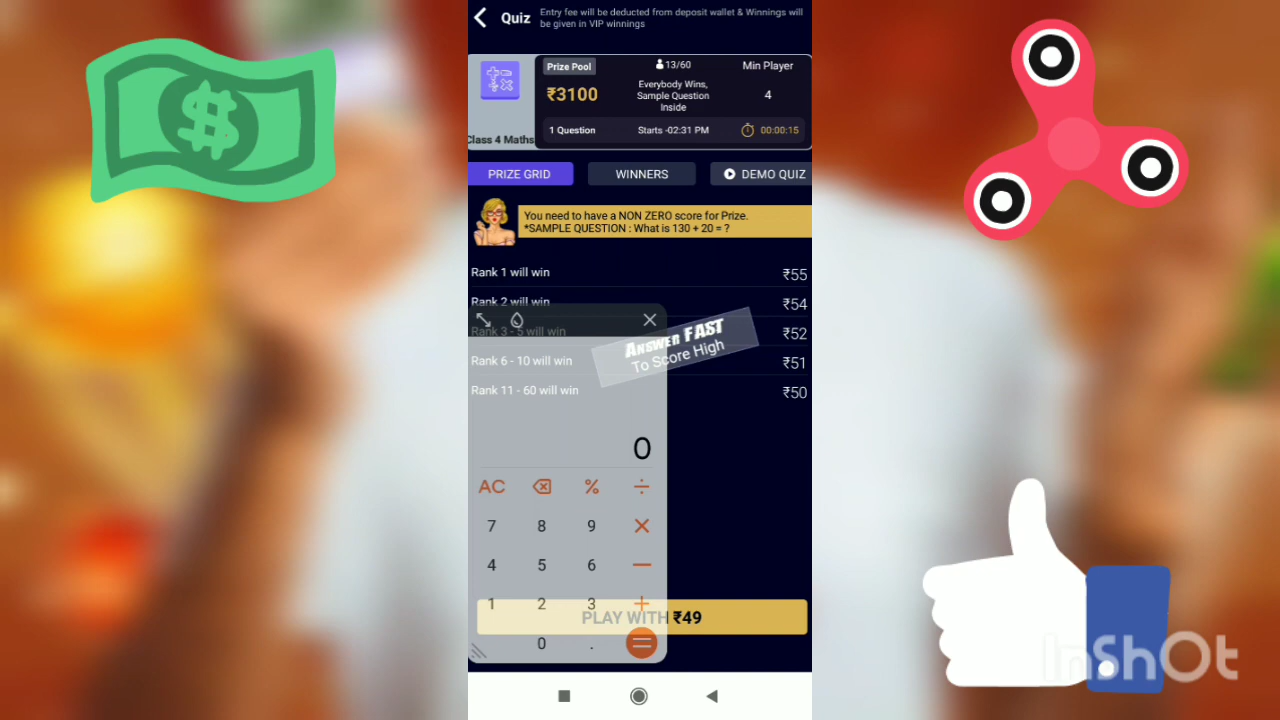 Quiz
Entry fee will be deducted from deposit wallet & Winnings will
be given in VIP winnings
Class 4 Maths
Prize Pool
₹3100
13/60
Everybody Wins,
Sample Question
Inside
Min Player
4
1 Question
Starts -02:31 PM
00:00:15
PRIZE GRID
WINNERS
DEMO QUIZ
You need to have a NON ZERO score for Prize.
*SAMPLE QUESTION : What is 130 + 20 = ?
Rank 1 will win ₹55
Rank 2 will win ₹54
Rank 3 - 5 will win ₹52
Rank 6 - 10 will win ₹51
Rank 11 - 60 will win ₹50
ANSWER FAST
To Score High
0
AC % ÷
7 8 9 ×
4 5 6 −
1 2 3 +
PLAY WITH ₹49
0 . =
$
InShOt